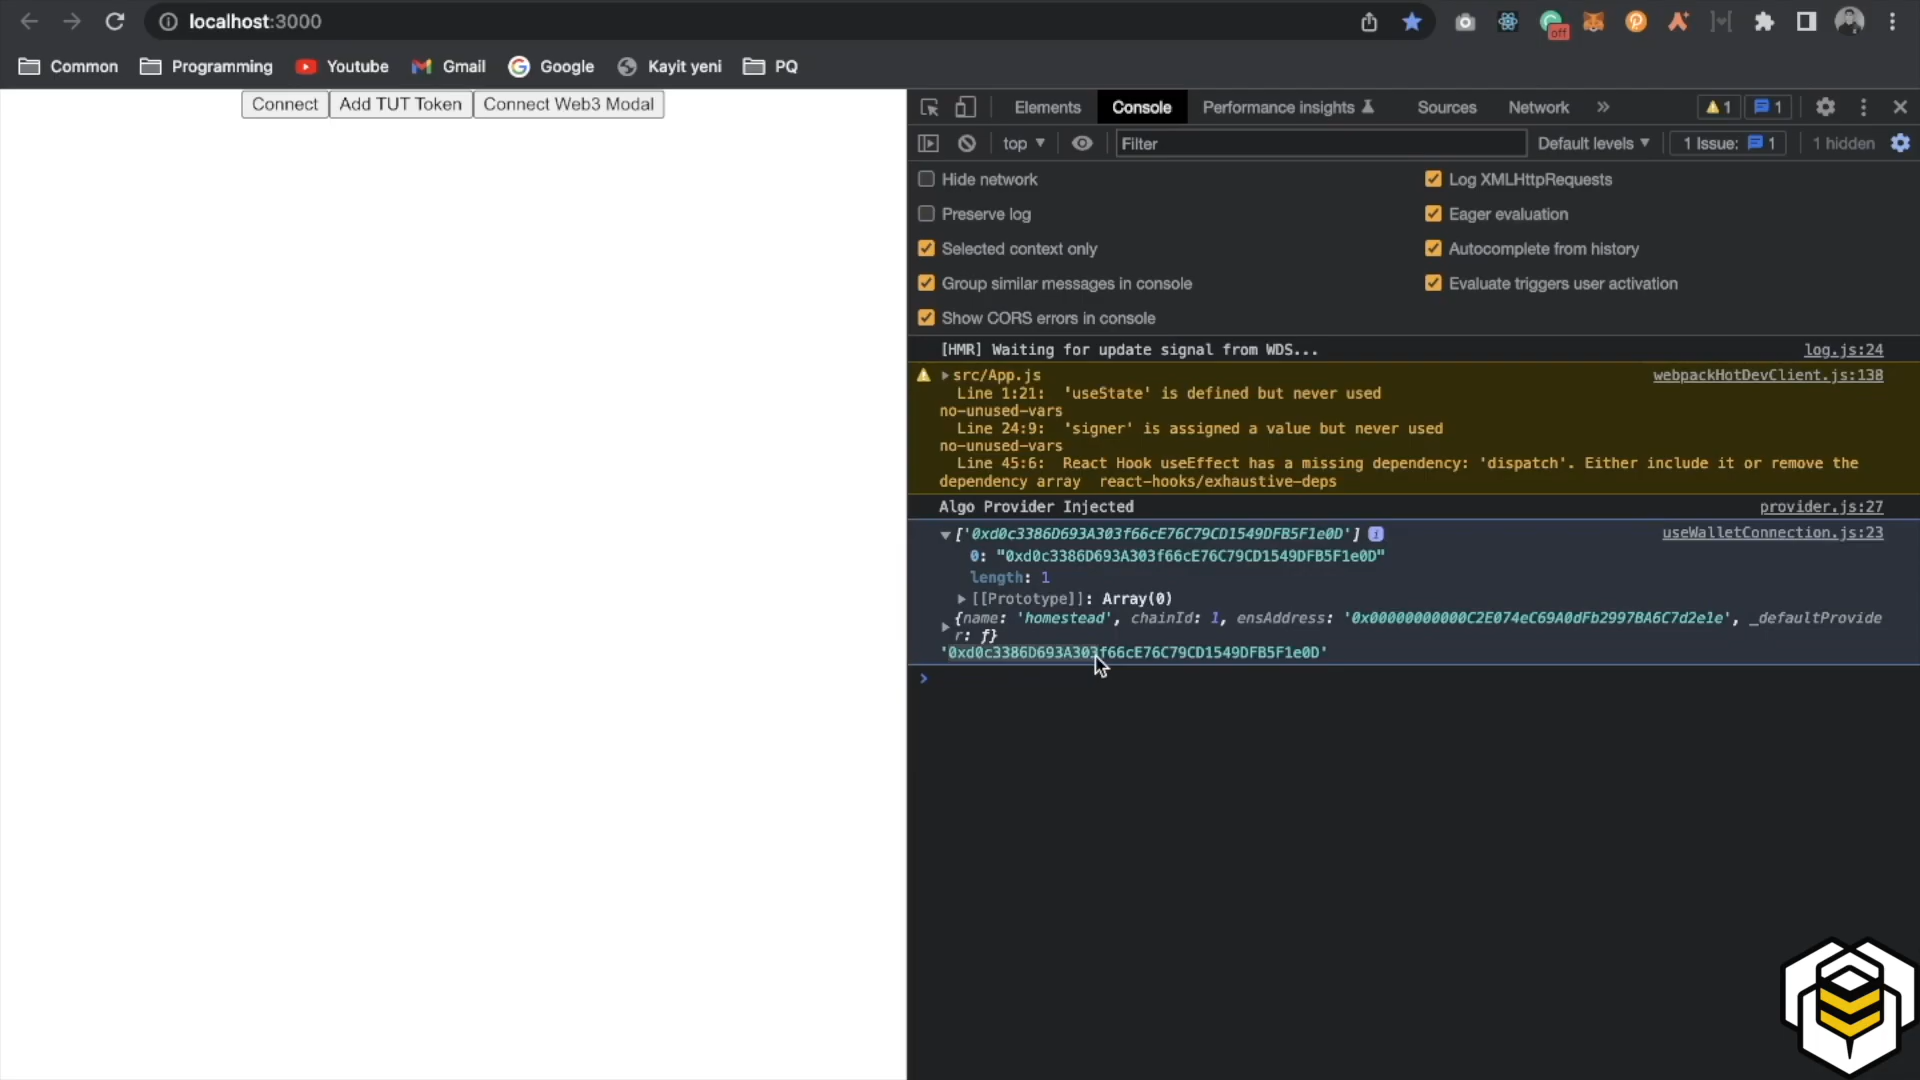 localhost:3000
off
Common Programming Youtube Gmail Google Kayit yeni PQ
Connect Add TUT Token Connect Web3 Modal
Elements Console Performance insights Sources Network » 1 1
top Filter Default levels 1 Issue: 1 1 hidden
Hide network Log XMLHttpRequests
Preserve log Eager evaluation
Selected context only Autocomplete from history
Group similar messages in console Evaluate triggers user activation
Show CORS errors in console
[HMR] Waiting for update signal from WDS... log.js:24
src/App.js webpackHotDevClient.js:138
Line 1:21: 'useState' is defined but never used
no-unused-vars
Line 24:9: 'signer' is assigned a value but never used
no-unused-vars
Line 45:6: React Hook useEffect has a missing dependency: 'dispatch'. Either include it or remove the
dependency array react-hooks/exhaustive-deps
Algo Provider Injected provider.js:27
['0xd0c3386D693A303f66cE76C79CD1549DFB5F1e0D'] i useWalletConnection.js:23
0: "0xd0c3386D693A303f66cE76C79CD1549DFB5F1e0D"
length: 1
[[Prototype]]: Array(0)
{name: 'homestead', chainId: 1, ensAddress: '0x00000000000C2E074eC69A0dFb2997BA6C7d2e1e', _defaultProvide
r: ƒ}
'0xd0c3386D693A303f66cE76C79CD1549DFB5F1e0D'